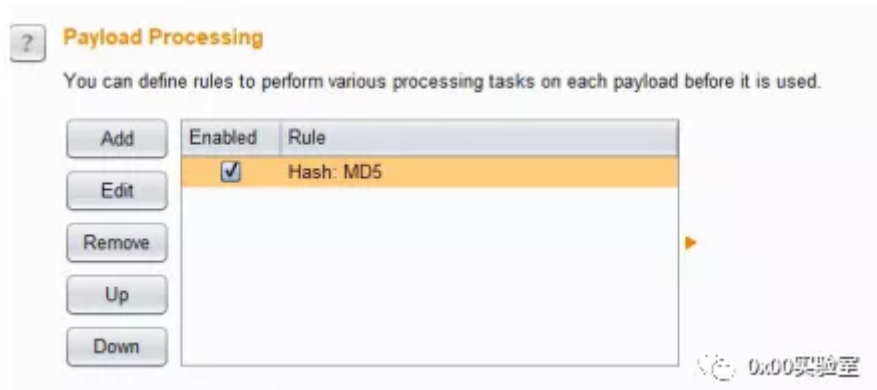 ?
Payload Processing
You can define rules to perform various processing tasks on each payload before it is used.
Add
Enabled Rule
Hash: MD5
Edit
Remove
Up
Down
0x00实验室